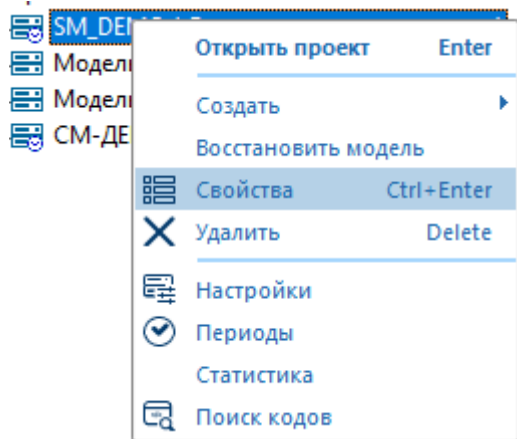 SM_DEM
Открыть проект Enter
Модел
Создать
Модел
СМ-ДЕ
Восстановить модель
Свойства Ctrl+Enter
Удалить Delete
Настройки
Периоды
Статистика
Поиск кодов